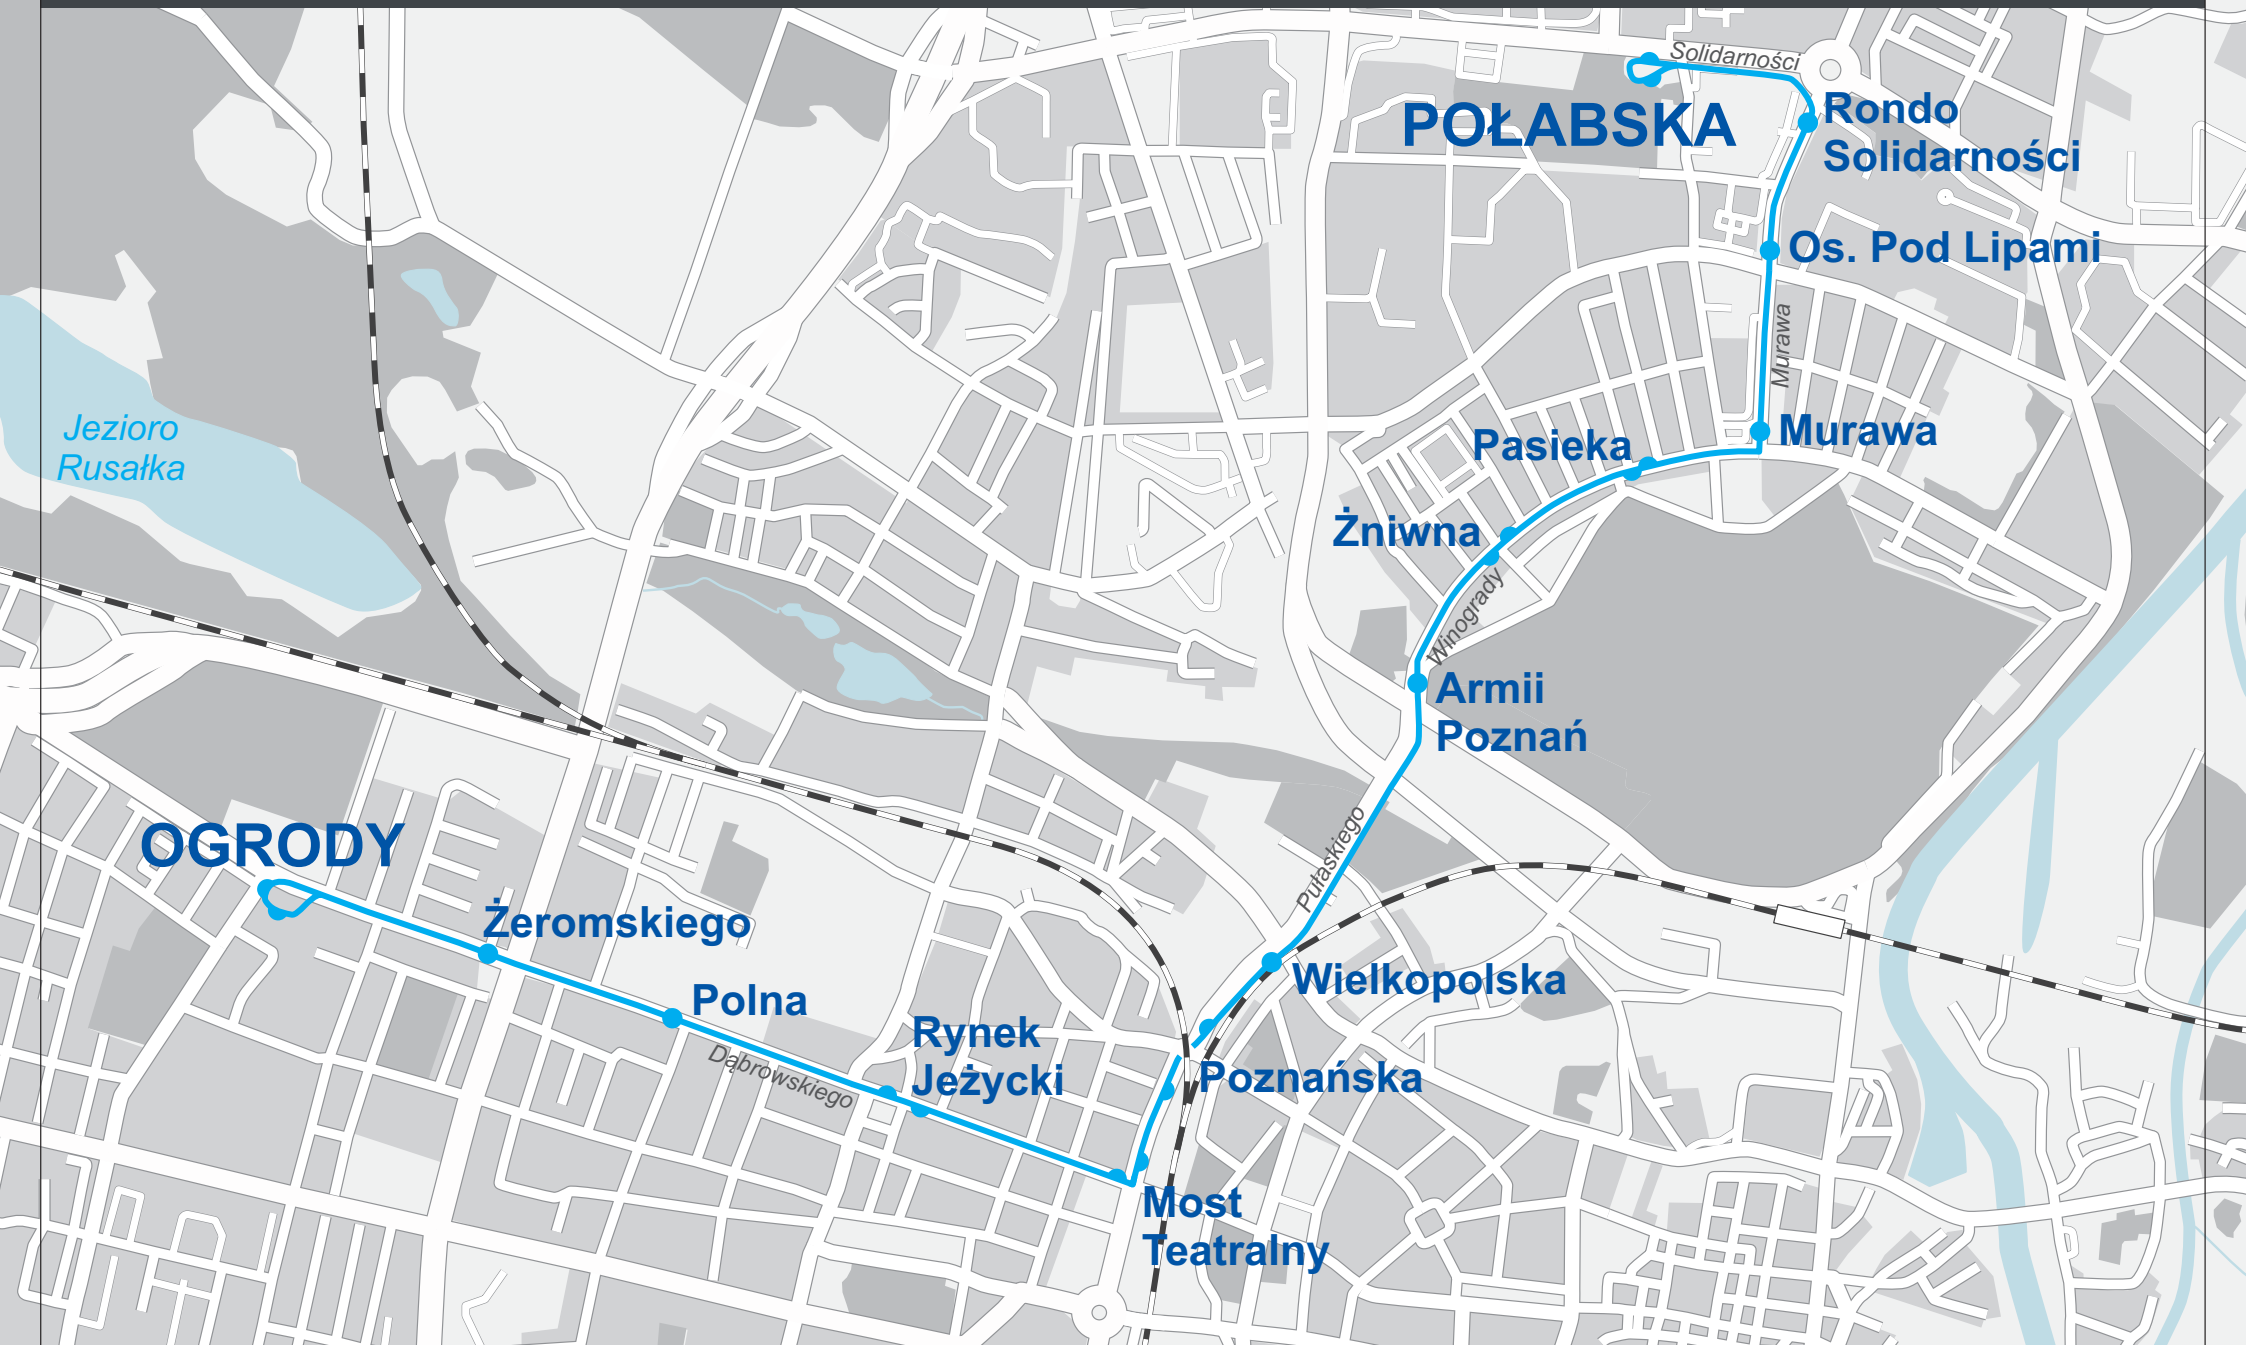 Solidarności
POŁABSKA
Rondo
Solidarności
Os. Pod Lipami
Murawa
Murawa
Pasieka
Żniwna
Winogrady
Armii
Poznań
Jezioro
Rusałka
Pułaskiego
OGRODY
Żeromskiego
Polna
Dąbrowskiego
Rynek
Jeżycki
Wielkopolska
Poznańska
Most
Teatralny